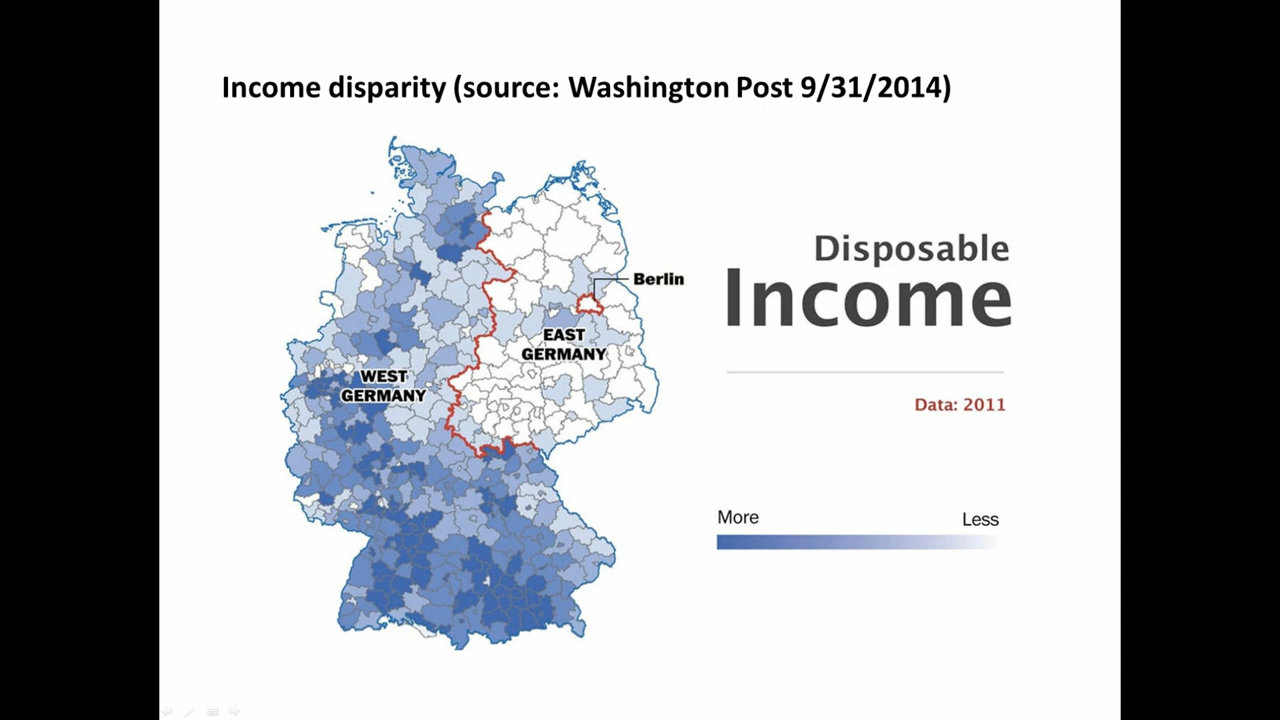 Income disparity (source: Washington Post 9/31/2014)
Disposable
Income
Berlin
EAST
GERMANY
WEST
GERMANY
Data: 2011
More
Less